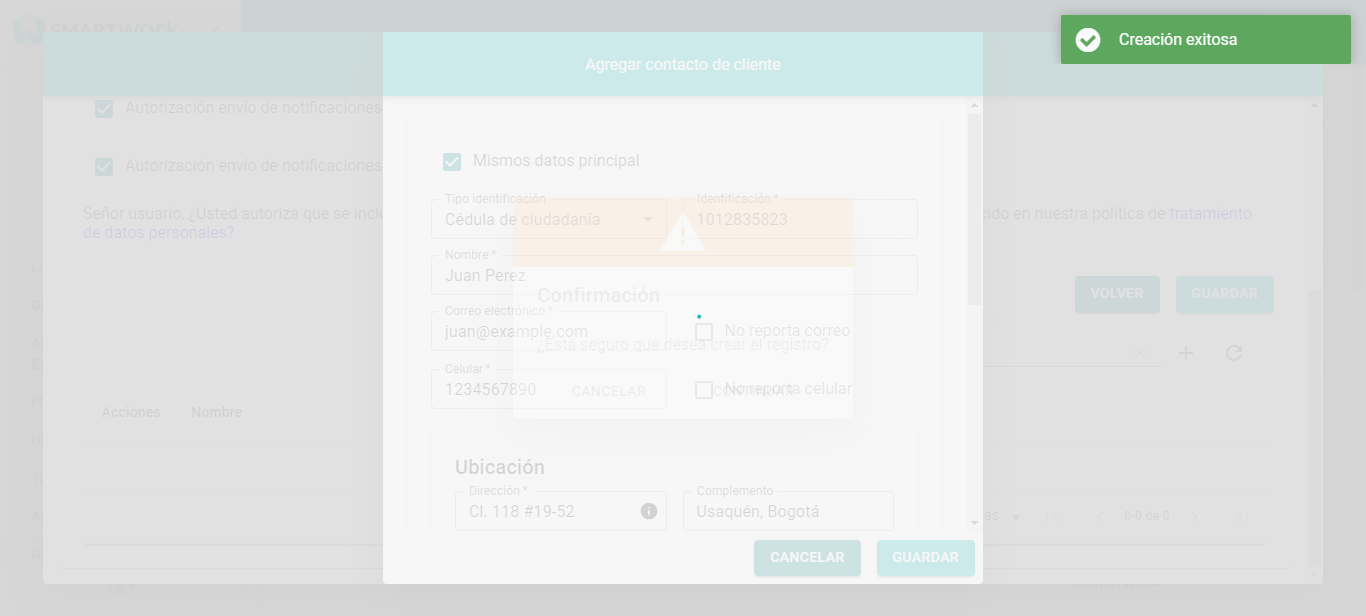 SMARTWORK
Creación exitosa
Agregar contacto de cliente
Autorización envío de notificaciones
Mismos datos principal
Autorización envío de notificaciones
Tipo identificación
Identificación *
Cédula de ciudadanía
1012835823
Señor usuario, ¿Usted autoriza que se
en nuestra política de tratamiento
de datos personales?
Nombre *
Juan Perez
Confirmación
VOLVER
GUARDAR
Correo electrónico *
juan@example.com
No reporta correo
¿Está seguro que desea crear el registro?
Celular *
1234567890
CANCELAR
CONTINUAR
No reporta celular
Acciones
Nombre
Ubicación
Dirección *
Complemento
Cl. 118 #19-52
Usaquén, Bogotá
0-0 de 0
CANCELAR
GUARDAR